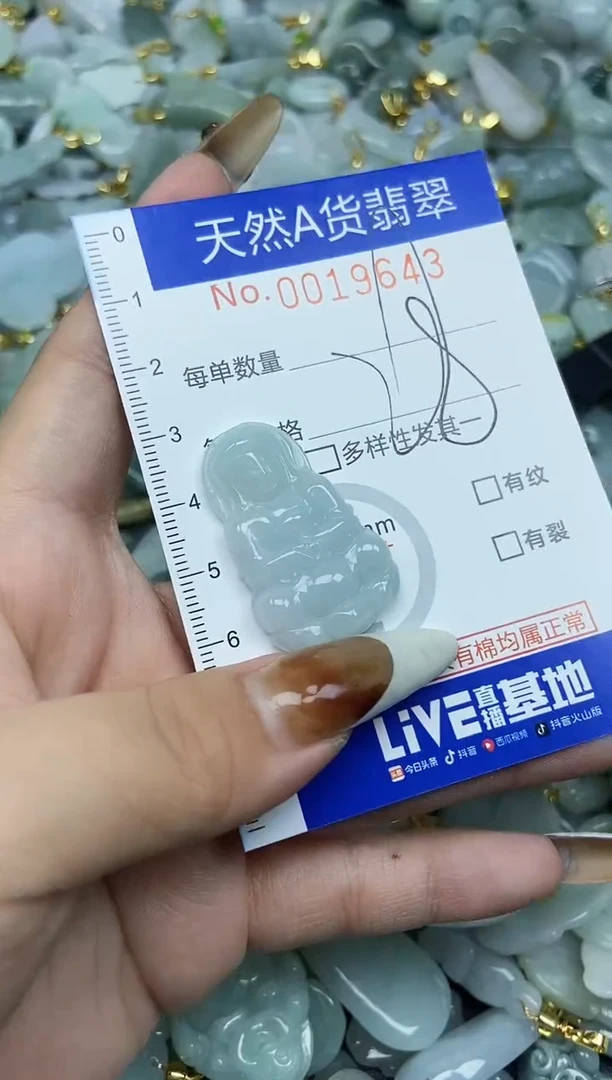 天然A货翡翠
No.0019643
0
1
2
3
4
5
6
每单数量
格
多样性发其一
有纹
mm
有裂
有棉均属正常
LiVE直播基地
今日头条 抖音 西瓜视频 抖音火山版